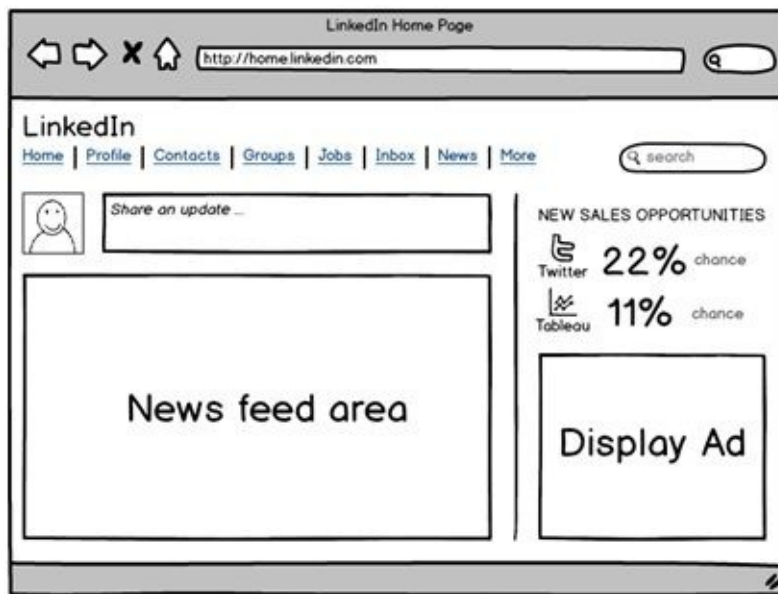 LinkedIn Home Page
http://home.linkedin.com
LinkedIn
Home | Profile | Contacts | Groups | Jobs | Inbox | News | More
search
Share an update ...
NEW SALES OPPORTUNITIES
Twitter 22% chance
Tableau 11% chance
News feed area
Display Ad